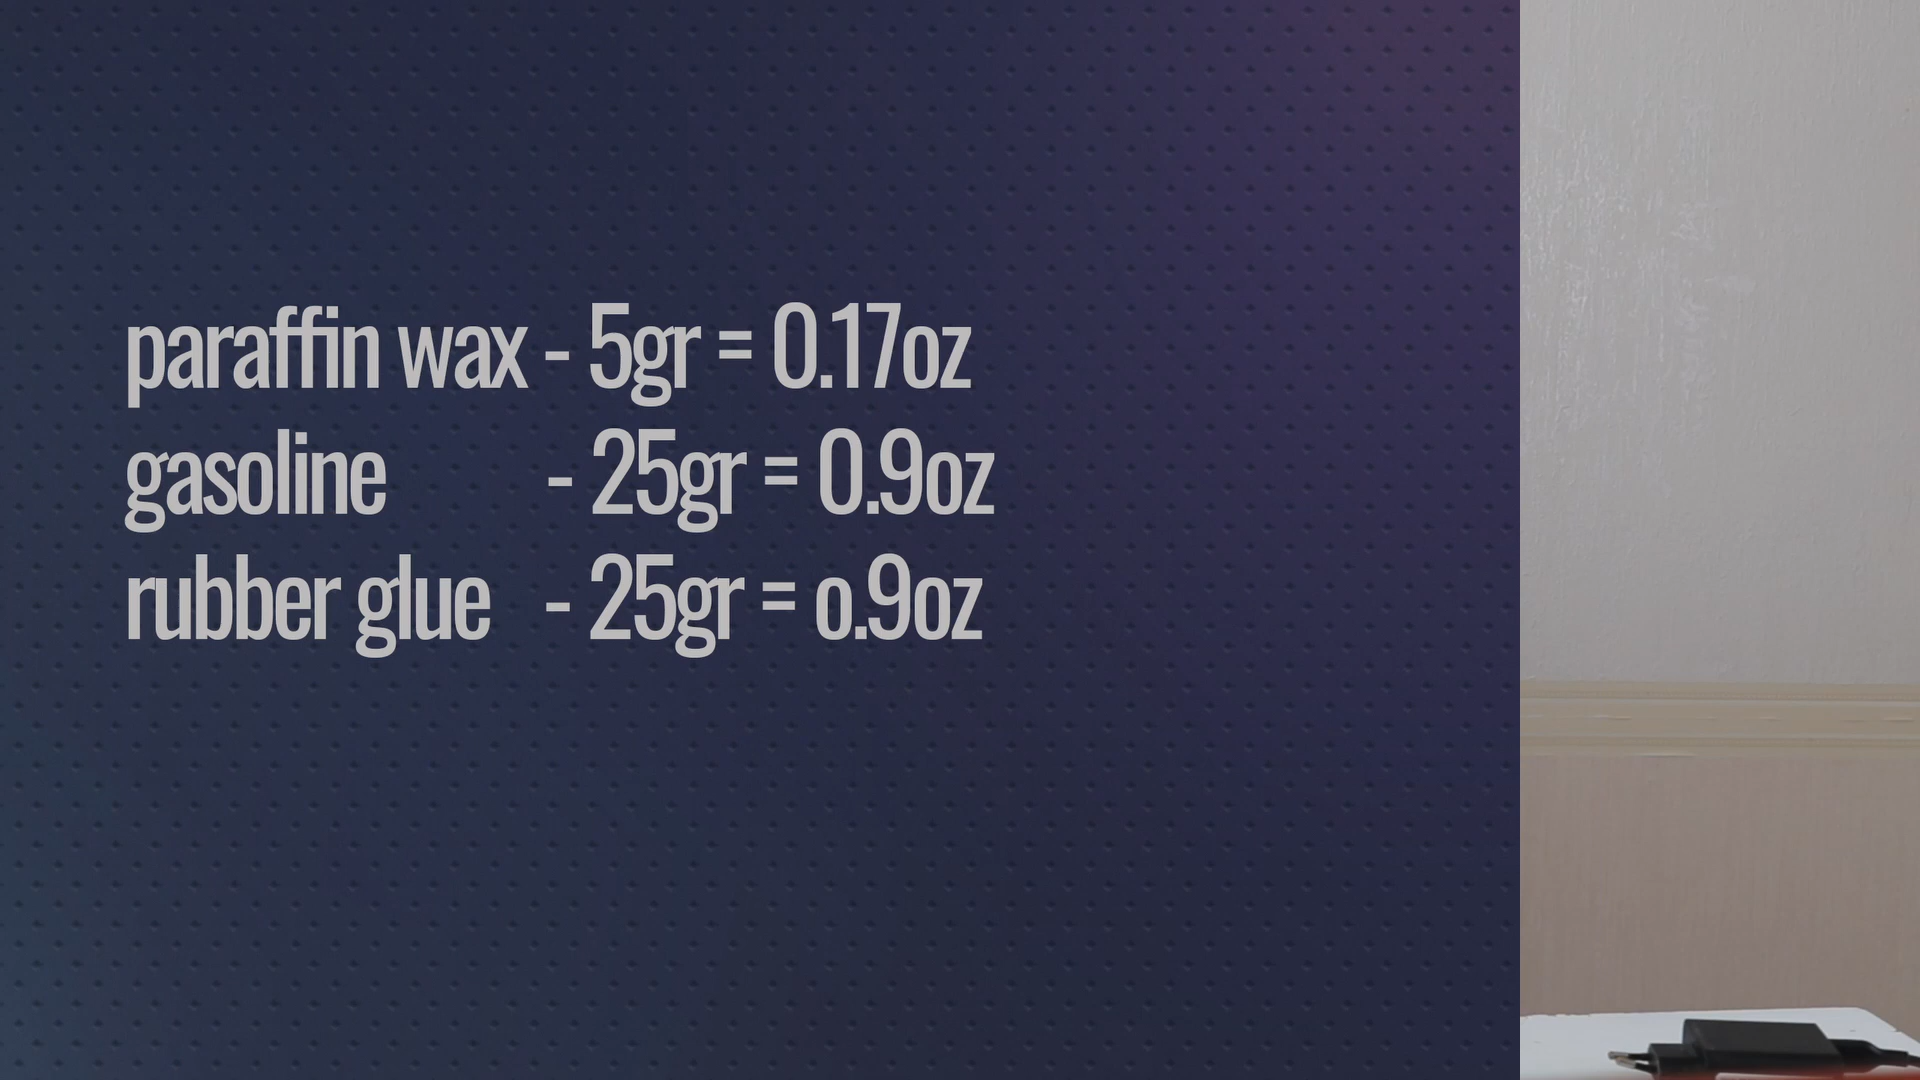 paraffin wax - 5gr = 0.17oz
gasoline - 25gr = 0.9oz
rubber glue - 25gr = o.9oz